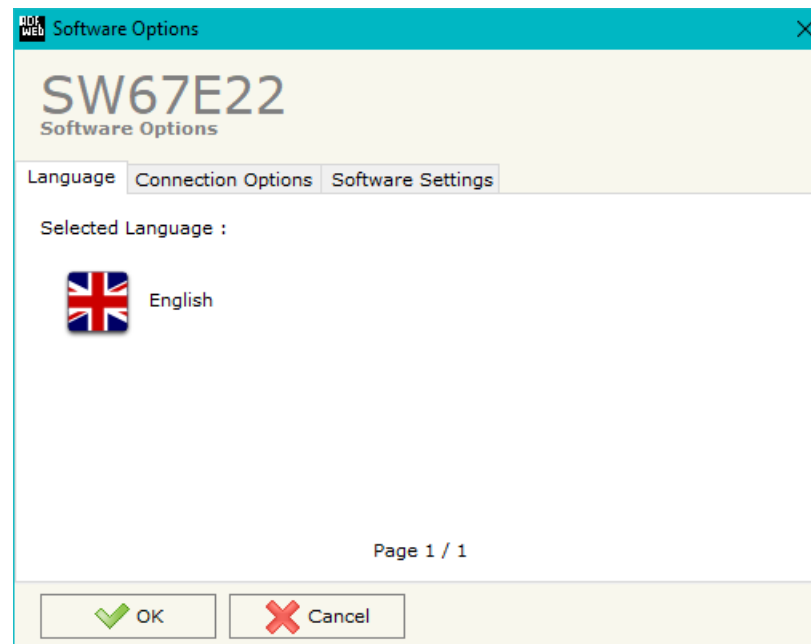 ADF
WEB
Software Options
SW67E22
Software Options
Language Connection Options Software Settings
Selected Language :
English
Page 1 / 1
OK Cancel